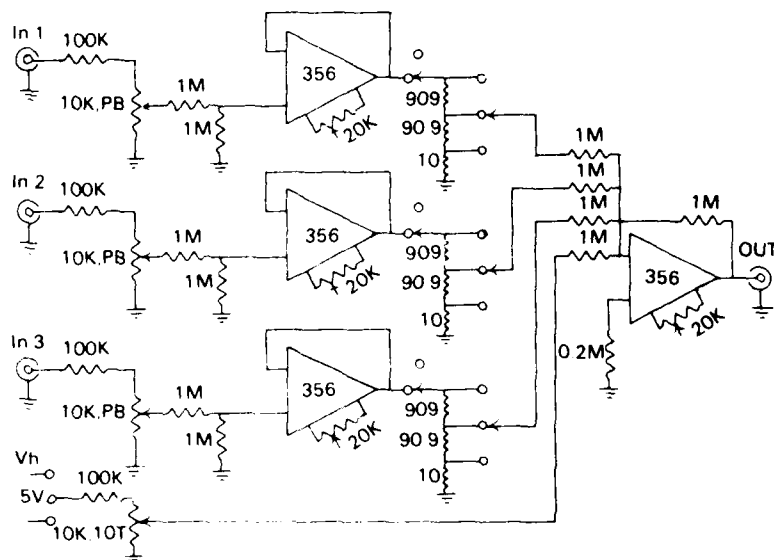 In 1
100K
10K,PB
1M
1M
356
20K
909
90 9
10
In 2
100K
10K,PB
1M
1M
356
20K
909
90 9
10
In 3
100K
10K,PB
1M
1M
356
20K
909
90 9
10
1M
1M
1M
1M
1M
356
20K
0.2M
OUT
Vh
5V
100K
10K,10T